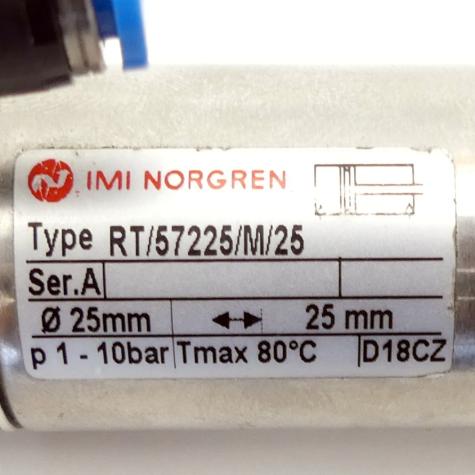 IMI NORGREN
Type RT/57225/M/25
Ser.A
Ø 25mm 25 mm
p 1 - 10bar Tmax 80°C D18CZ